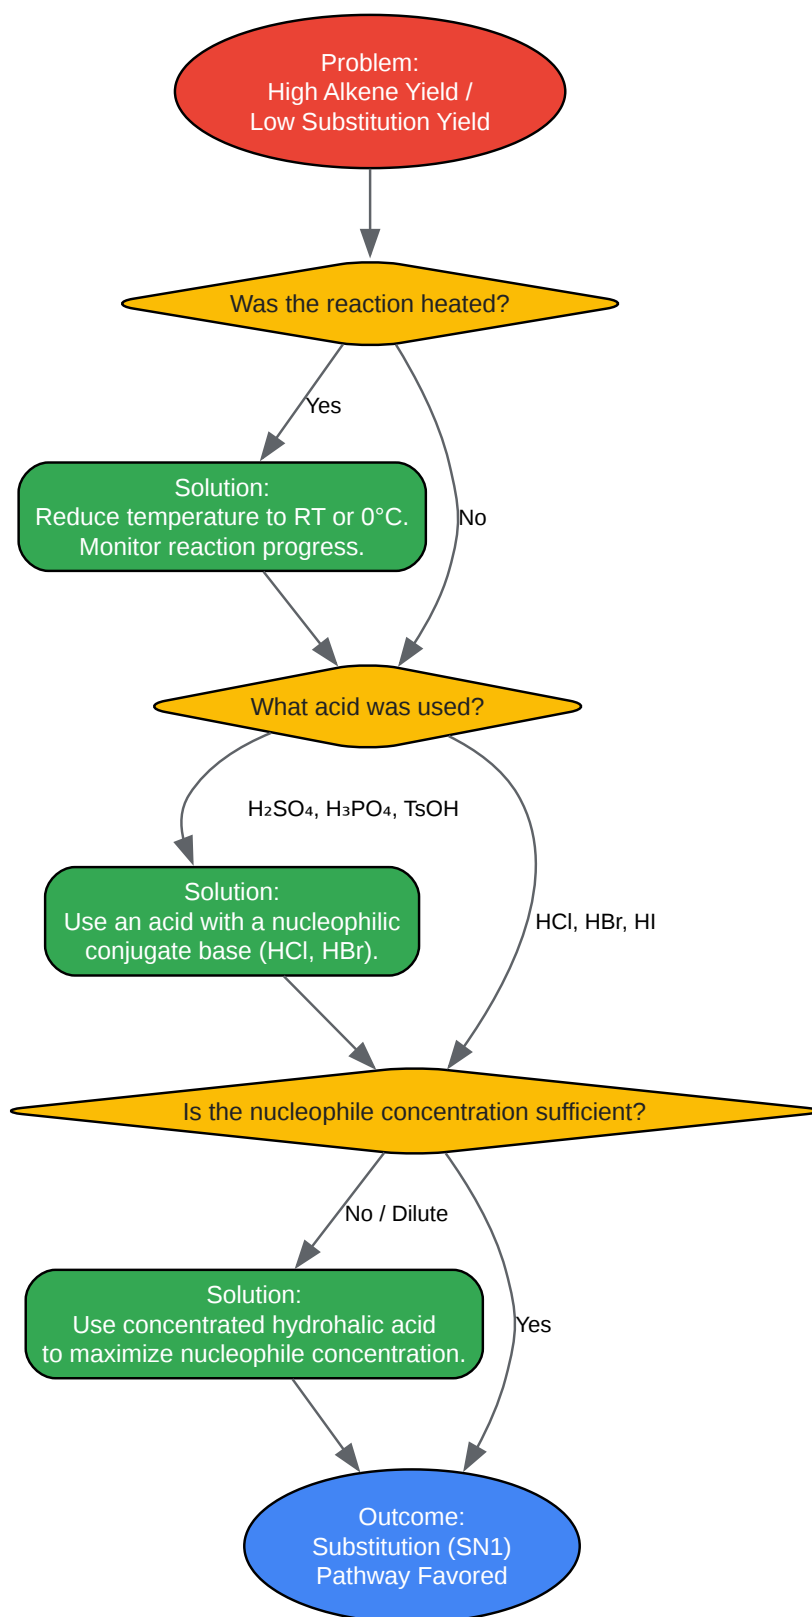 Problem:
High Alkene Yield /
Low Substitution Yield
Was the reaction heated?
Yes
Solution:
Reduce temperature to RT or 0°C.
Monitor reaction progress.
No
What acid was used?
H₂SO₄, H₃PO₄, TsOH
Solution:
Use an acid with a nucleophilic
conjugate base (HCl, HBr).
HCl, HBr, HI
Is the nucleophile concentration sufficient?
No / Dilute
Solution:
Use concentrated hydrohalic acid
to maximize nucleophile concentration.
Yes
Outcome:
Substitution (SN1)
Pathway Favored